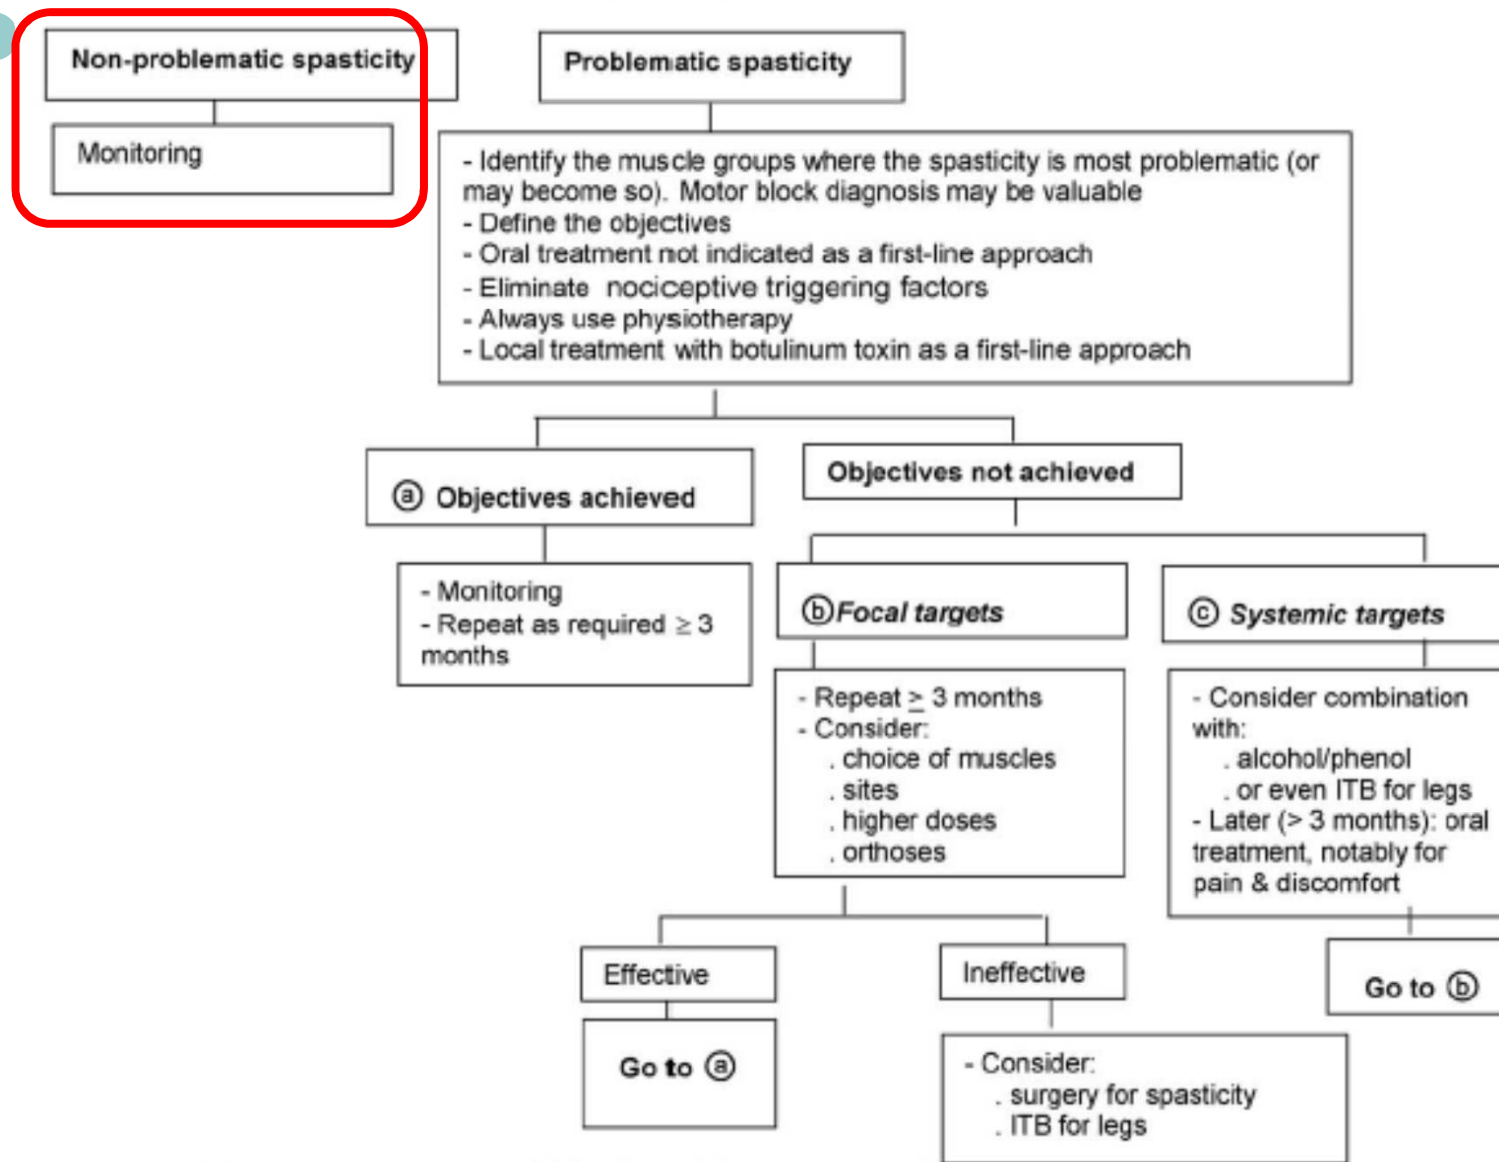 Non-problematic spasticity
Monitoring
Problematic spasticity
- Identify the muscle groups where the spasticity is most problematic (or
may become so). Motor block diagnosis may be valuable
- Define the objectives
- Oral treatment not indicated as a first-line approach
- Eliminate nociceptive triggering factors
- Always use physiotherapy
- Local treatment with botulinum toxin as a first-line approach
ⓐ Objectives achieved
- Monitoring
- Repeat as required ≥ 3
months
Objectives not achieved
ⓑ Focal targets
- Repeat ≥ 3 months
- Consider:
. choice of muscles
. sites
. higher doses
. orthoses
ⓒ Systemic targets
- Consider combination
with:
. alcohol/phenol
. or even ITB for legs
- Later (> 3 months): oral
treatment, notably for
pain & discomfort
Effective
Go to ⓐ
Ineffective
- Consider:
. surgery for spasticity
. ITB for legs
Go to ⓑ